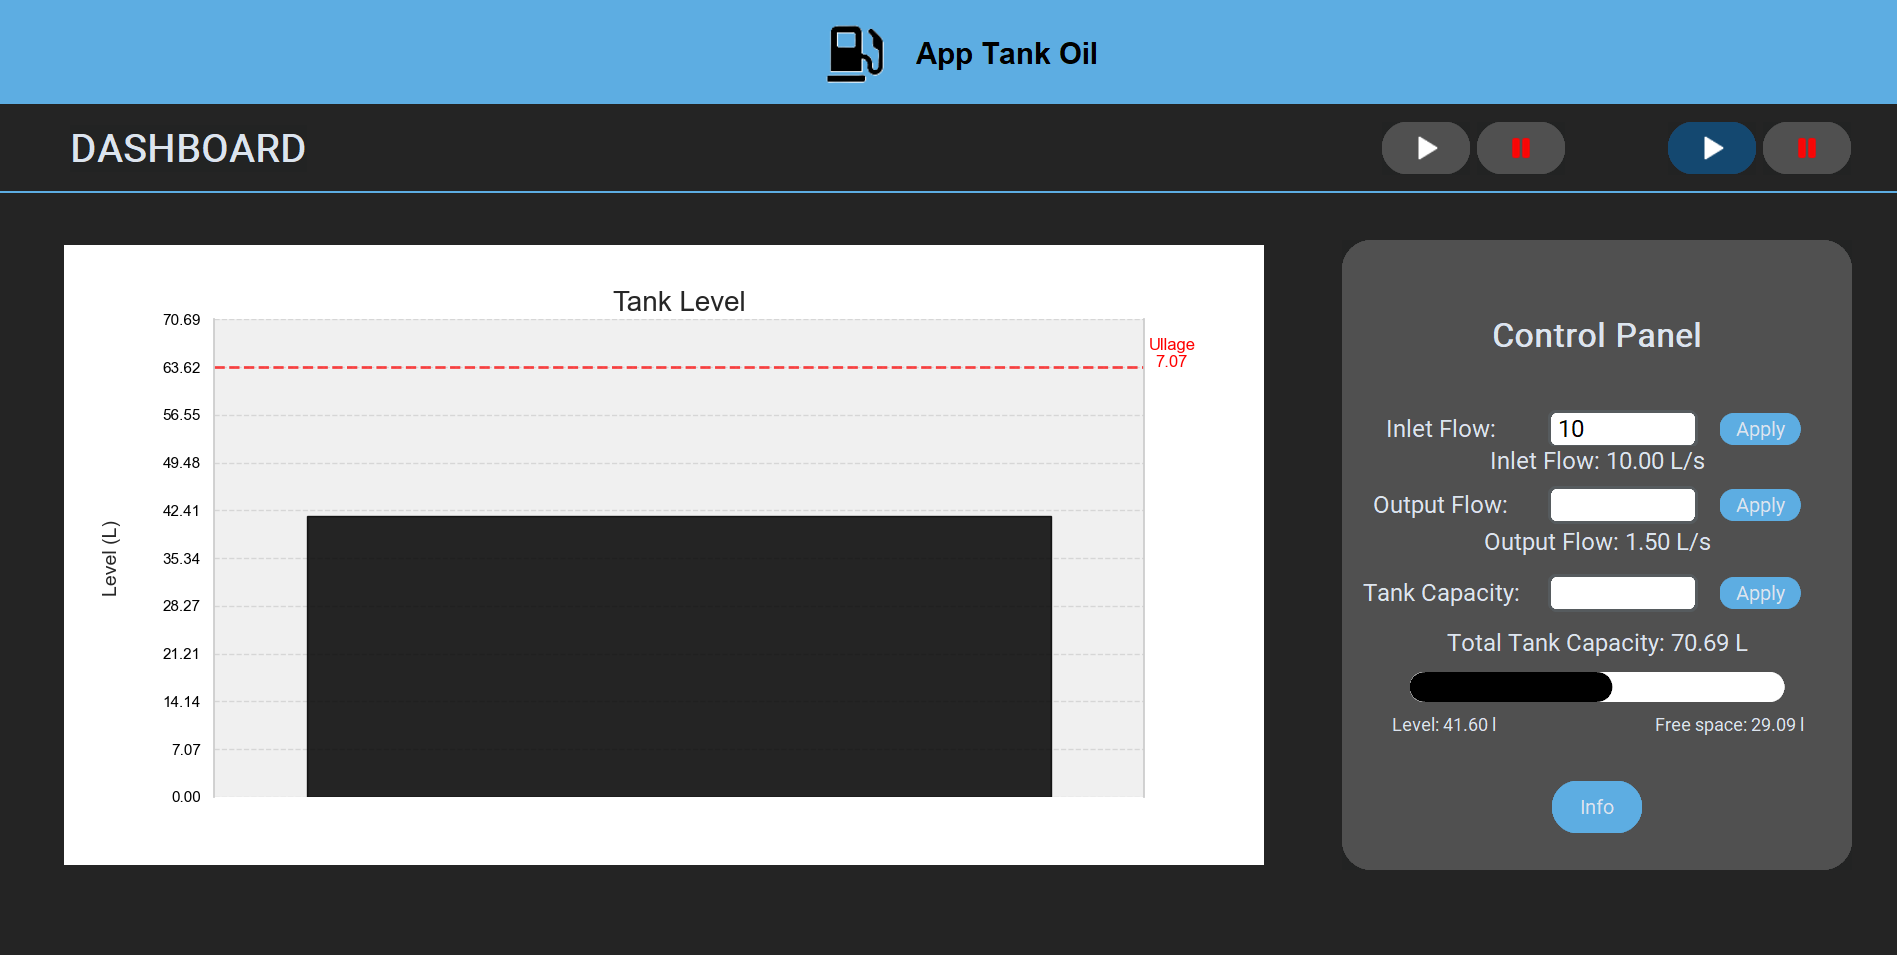 App Tank Oil
DASHBOARD
Tank Level
70.69
63.62
56.55
49.48
42.41
35.34
28.27
21.21
14.14
7.07
0.00
Level (L)
Ullage
7.07
Control Panel
Inlet Flow: 10 Apply
Inlet Flow: 10.00 L/s
Output Flow: Apply
Output Flow: 1.50 L/s
Tank Capacity: Apply
Total Tank Capacity: 70.69 L
Level: 41.60 l Free space: 29.09 l
Info